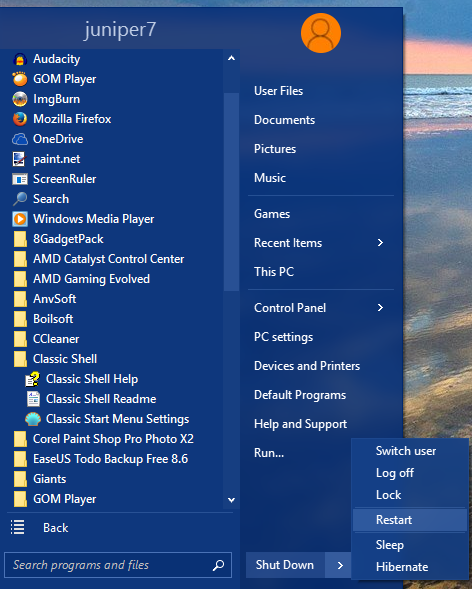 juniper7
Audacity
GOM Player
ImgBurn
Mozilla Firefox
OneDrive
paint.net
ScreenRuler
Search
Windows Media Player
8GadgetPack
AMD Catalyst Control Center
AMD Gaming Evolved
AnvSoft
Boilsoft
CCleaner
Classic Shell
Classic Shell Help
Classic Shell Readme
Classic Start Menu Settings
Corel Paint Shop Pro Photo X2
EaseUS Todo Backup Free 8.6
Giants
GOM Player
Back
Search programs and files
User Files
Documents
Pictures
Music
Games
Recent Items
This PC
Control Panel
PC settings
Devices and Printers
Default Programs
Help and Support
Run...
Shut Down
Switch user
Log off
Lock
Restart
Sleep
Hibernate